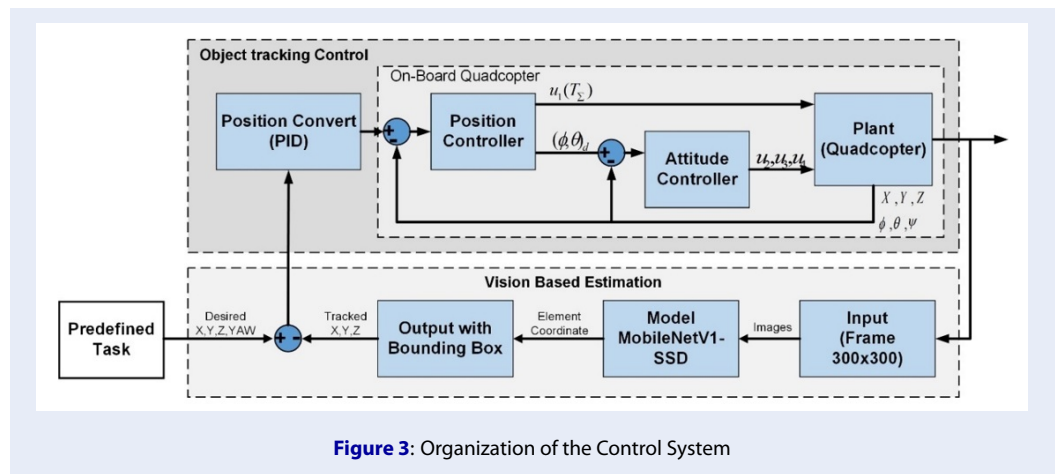 Object tracking Control
On-Board Quadcopter
u₁(T_Σ)
Position Convert
(PID)
Position
Controller
(ϕ,θ)_d
Attitude
Controller
u₂,u₃,u₄
Plant
(Quadcopter)
X ,Y ,Z
ϕ ,θ ,ψ
Vision Based Estimation
Predefined
Task
Desired
X,Y,Z,YAW
Tracked
X,Y,Z
Output with
Bounding Box
Element
Coordinate
Model
MobileNetV1-
SSD
Images
Input
(Frame
300x300)
Figure 3: Organization of the Control System